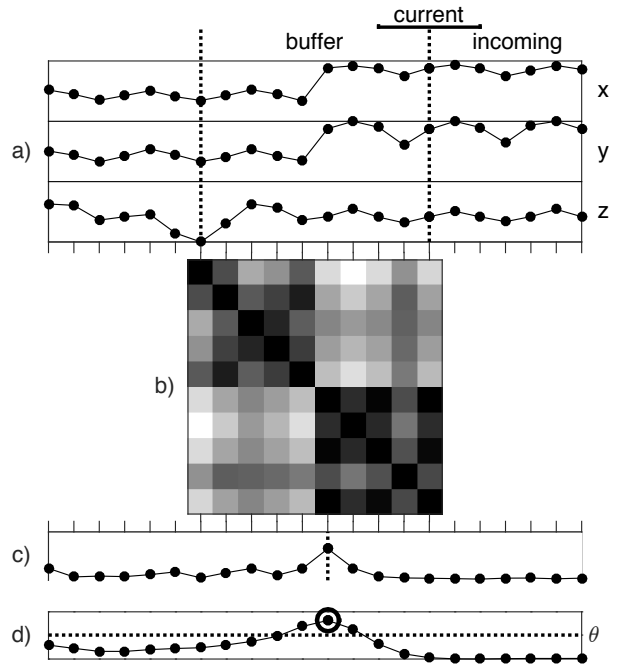 current
buffer
incoming
x
a)
y
z
b)
c)
d)
θ